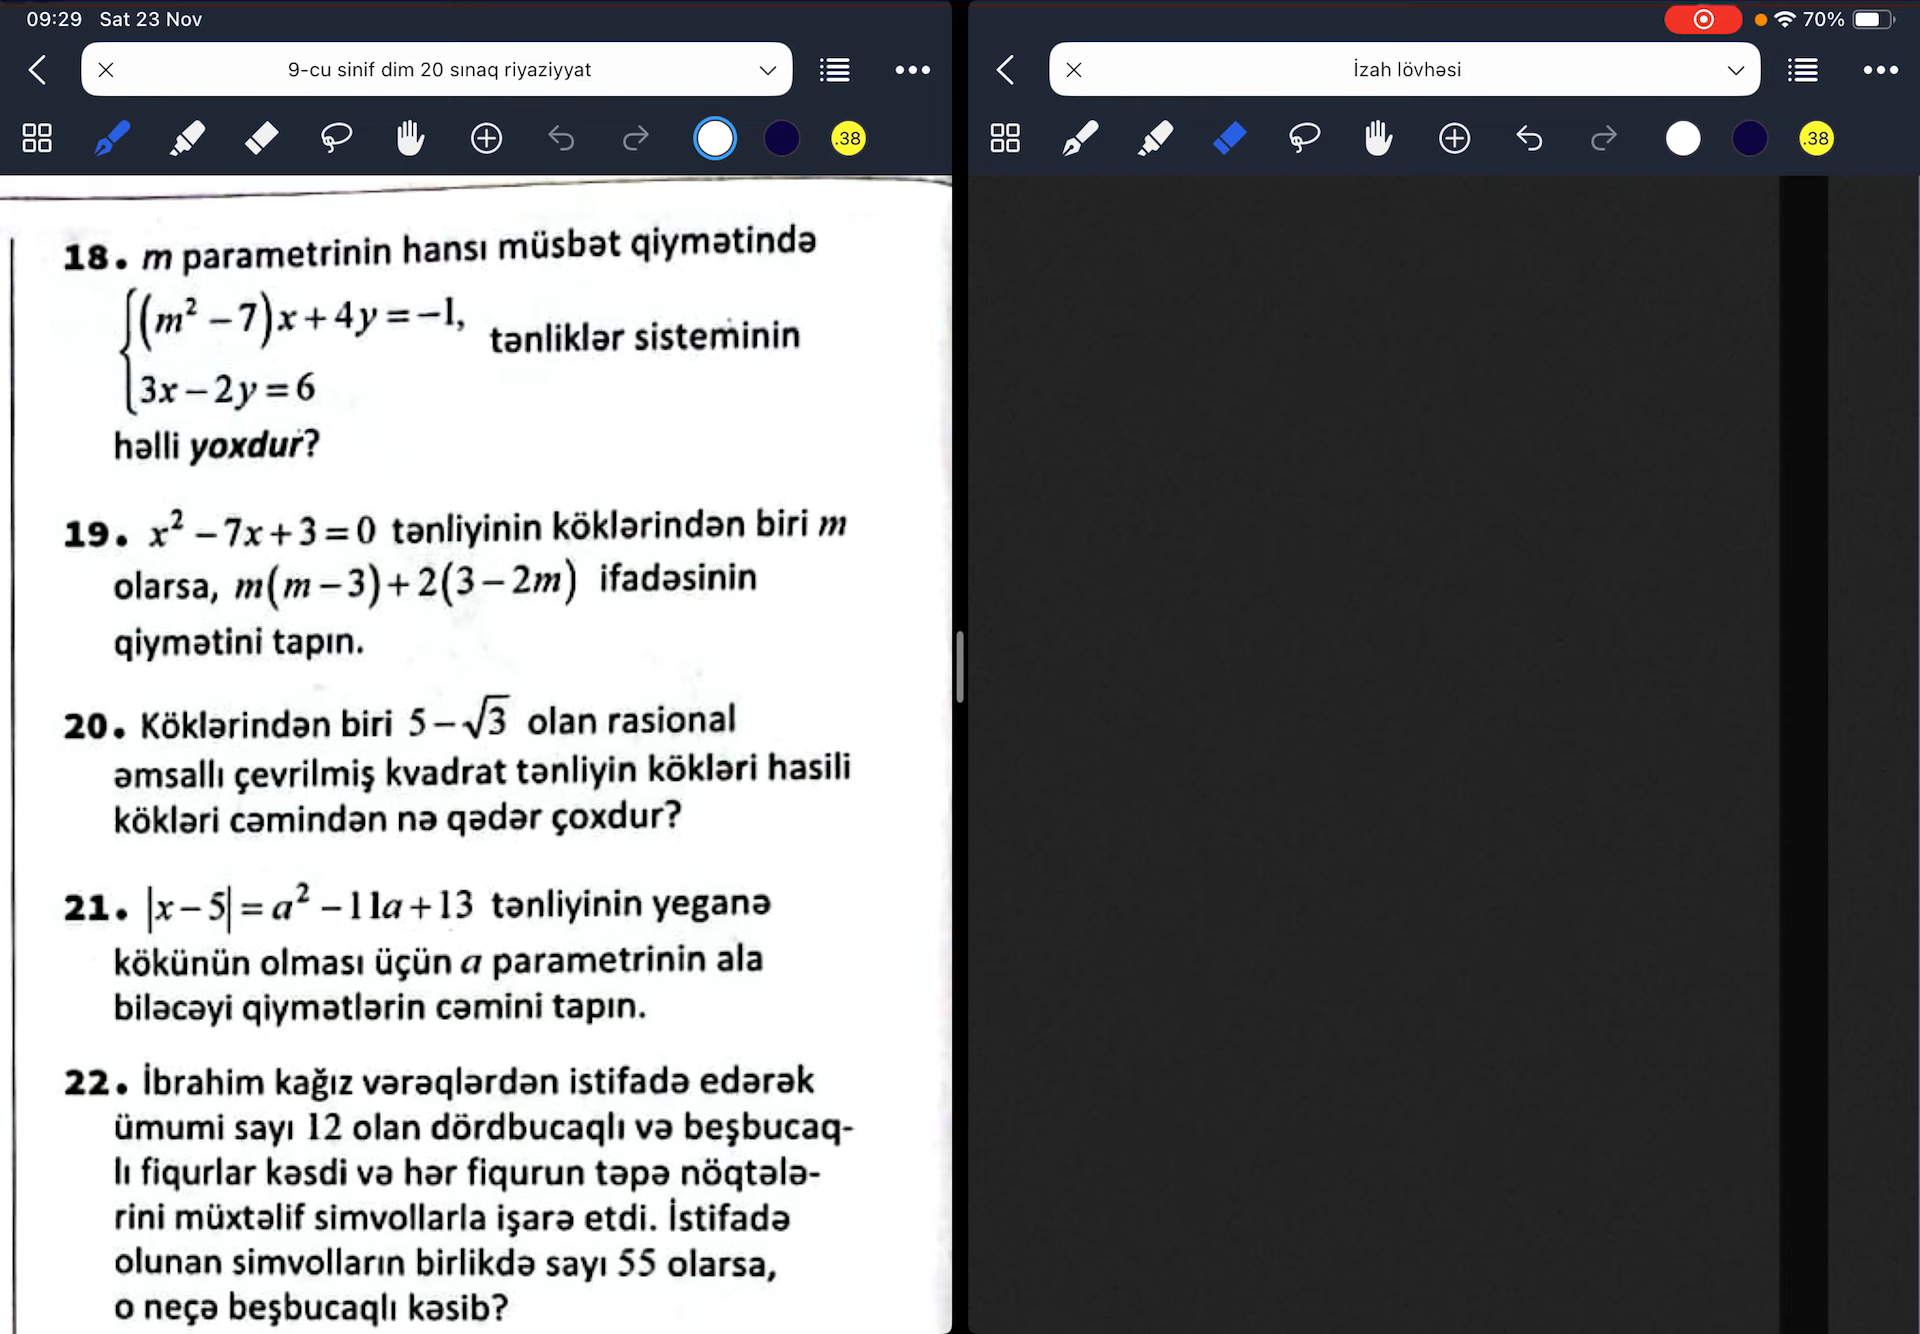 09:29 Sat 23 Nov
70%
9-cu sinif dim 20 sınaq riyaziyyat
İzah lövhəsi
.38
.38
18. m parametrinin hansı müsbət qiymətində
(m² – 7)x + 4y = –1,
tənliklər sisteminin
3x – 2y = 6
həlli yoxdur?
19. x² – 7x + 3 = 0 tənliyinin köklərindən biri m
olarsa, m(m – 3) + 2(3 – 2m) ifadəsinin
qiymətini tapın.
20. Köklərindən biri 5 – √3 olan rasional
əmsallı çevrilmiş kvadrat tənliyin kökləri hasili
kökləri cəmindən nə qədər çoxdur?
21. |x – 5| = a² – 11a + 13 tənliyinin yeganə
kökünün olması üçün a parametrinin ala
biləcəyi qiymətlərin cəmini tapın.
22. İbrahim kağız vərəqlərdən istifadə edərək
ümumi sayı 12 olan dördbucaqlı və beşbucaq-
lı fiqurlar kəsdi və hər fiqurun təpə nöqtələ-
rini müxtəlif simvollarla işarə etdi. İstifadə
olunan simvolların birlikdə sayı 55 olarsa,
o neçə beşbucaqlı kəsib?